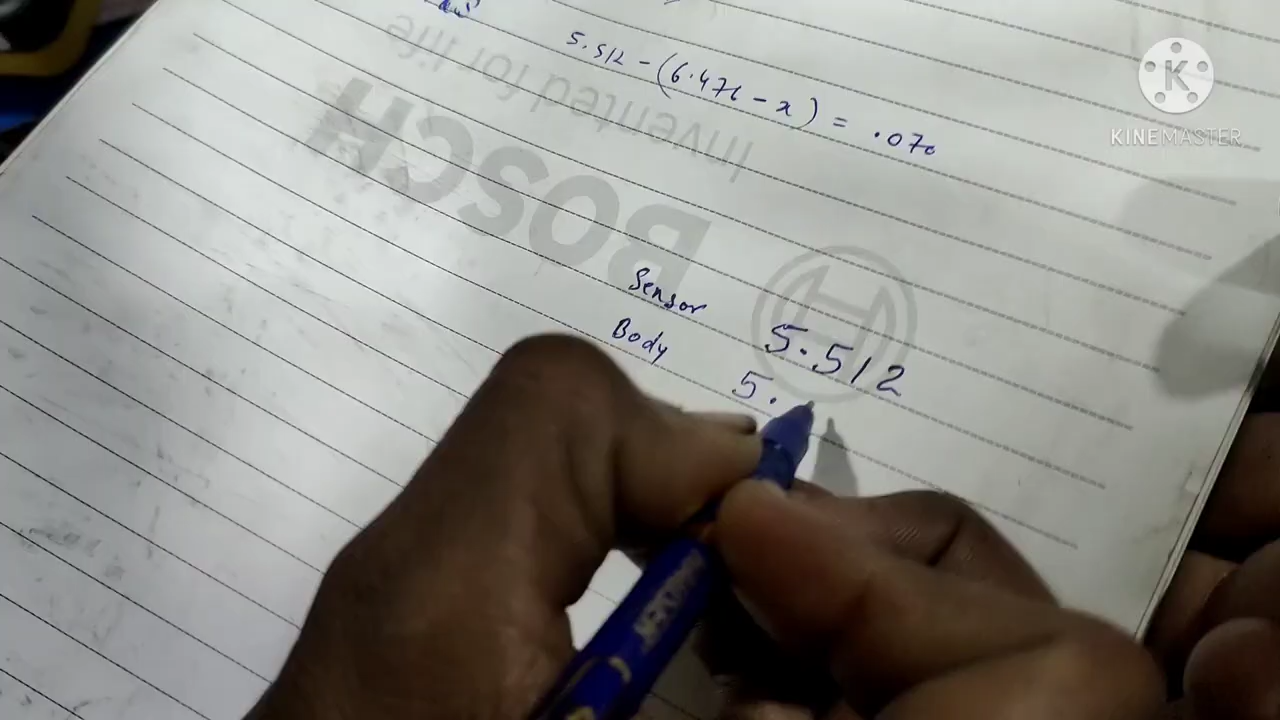 5.512 - (6.476 - x) = .070
KINEMASTER
Invented for life
BOSCH
Sensor 5.512
Body 5.